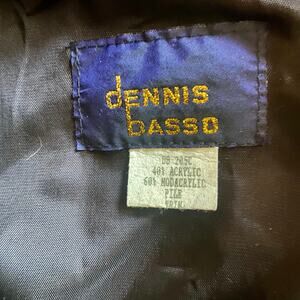 dENNIS
bASSO
40% ACRYLIC
60% MODACRYLIC
PILE